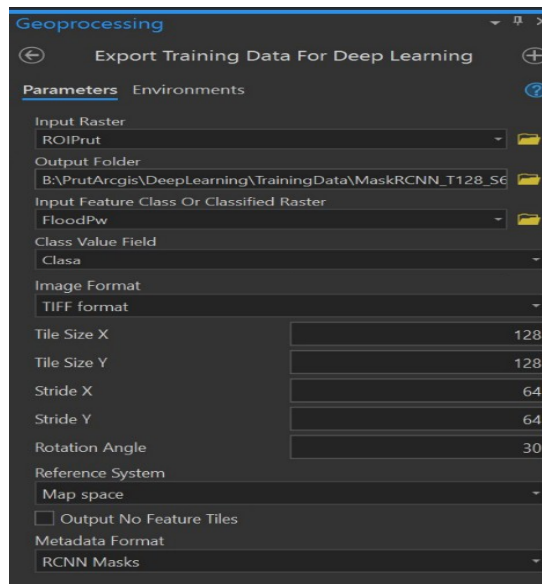 Geoprocessing
Export Training Data For Deep Learning
Parameters Environments
Input Raster
ROIPrut
Output Folder
B:\PrutArcgis\DeepLearning\TrainingData\MaskRCNN_T128_S6
Input Feature Class Or Classified Raster
FloodPw
Class Value Field
Clasa
Image Format
TIFF format
Tile Size X 128
Tile Size Y 128
Stride X 64
Stride Y 64
Rotation Angle 30
Reference System
Map space
Output No Feature Tiles
Metadata Format
RCNN Masks